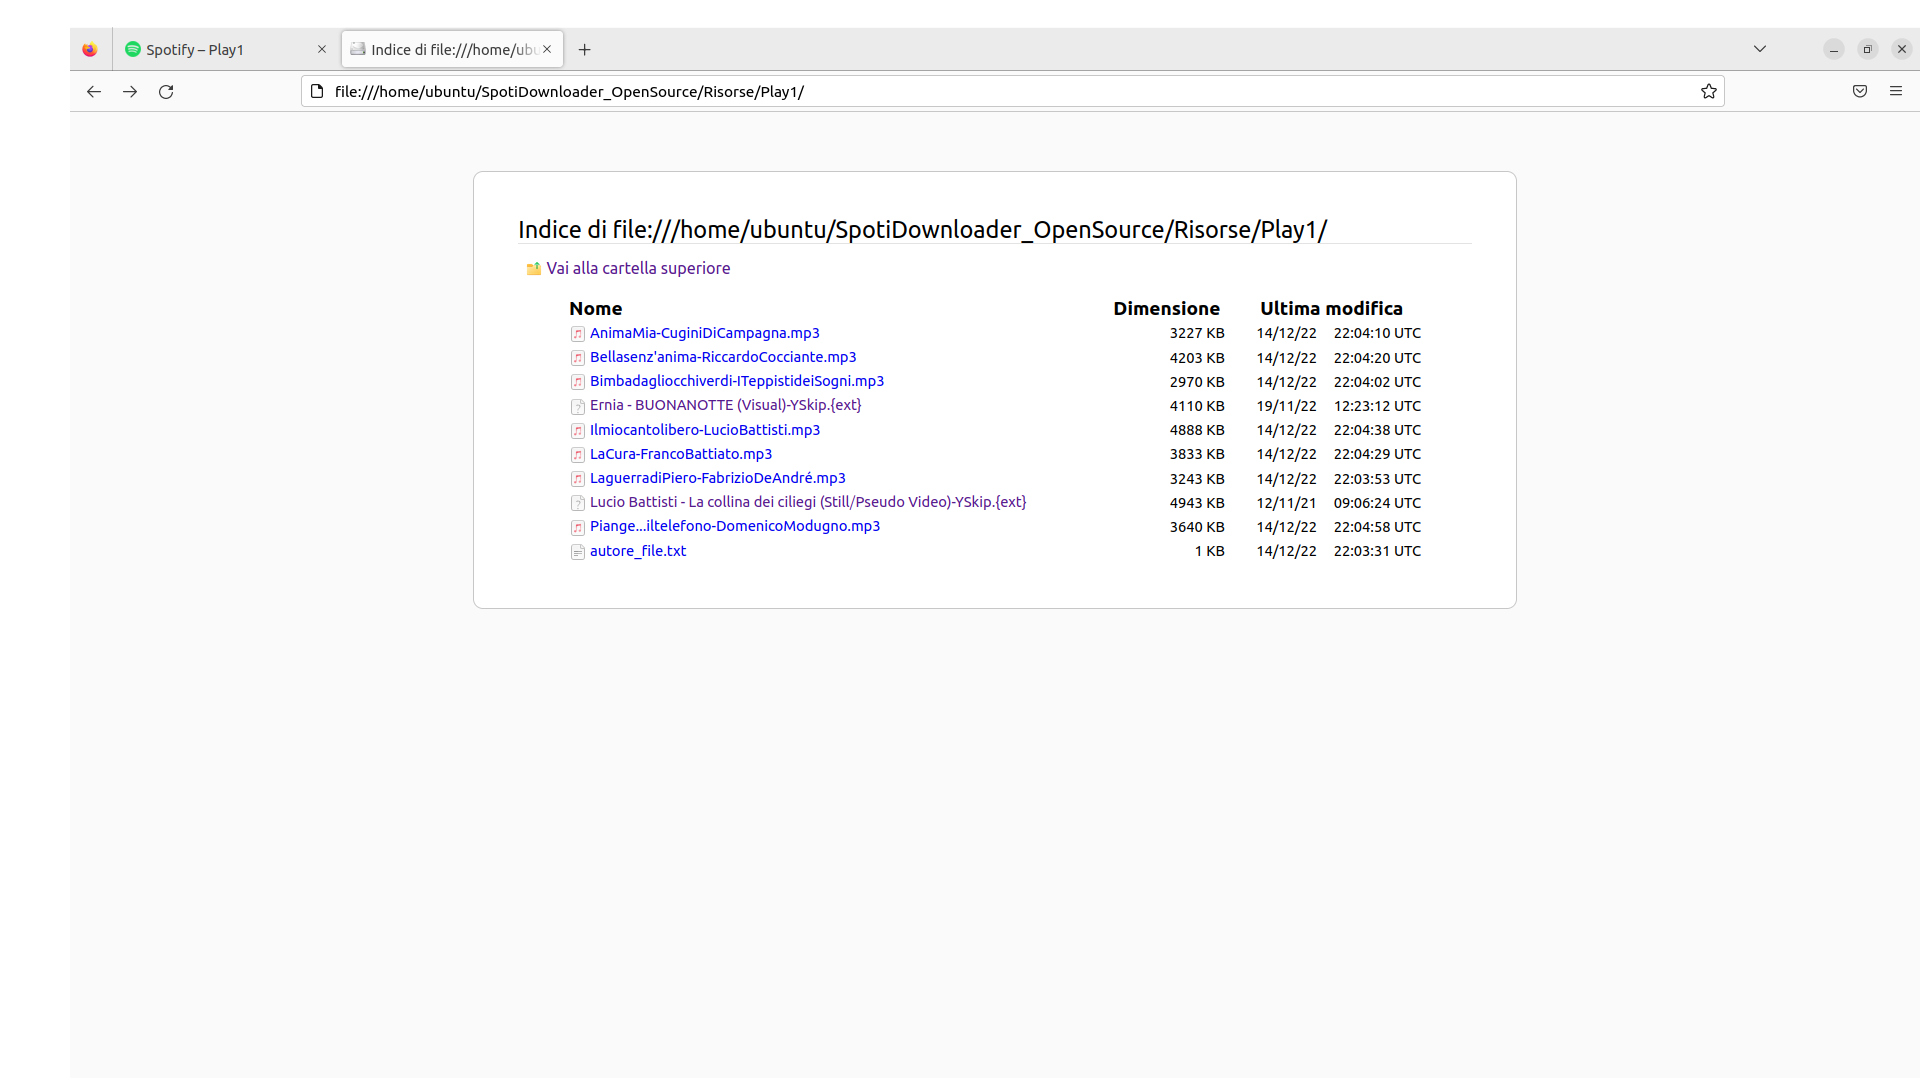 Spotify – Play1
Indice di file:///home/ubu
file:///home/ubuntu/SpotiDownloader_OpenSource/Risorse/Play1/
Indice di file:///home/ubuntu/SpotiDownloader_OpenSource/Risorse/Play1/
Vai alla cartella superiore
Nome Dimensione Ultima modifica
AnimaMia-CuginiDiCampagna.mp3 3227 KB 14/12/22 22:04:10 UTC
Bellasenz'anima-RiccardoCocciante.mp3 4203 KB 14/12/22 22:04:20 UTC
Bimbadagliocchiverdi-ITeppistideiSogni.mp3 2970 KB 14/12/22 22:04:02 UTC
Ernia - BUONANOTTE (Visual)-YSkip.{ext} 4110 KB 19/11/22 12:23:12 UTC
Ilmiocantolibero-LucioBattisti.mp3 4888 KB 14/12/22 22:04:38 UTC
LaCura-FrancoBattiato.mp3 3833 KB 14/12/22 22:04:29 UTC
LaguerradiPiero-FabrizioDeAndré.mp3 3243 KB 14/12/22 22:03:53 UTC
Lucio Battisti - La collina dei ciliegi (Still/Pseudo Video)-YSkip.{ext} 4943 KB 12/11/21 09:06:24 UTC
Piange...iltelefono-DomenicoModugno.mp3 3640 KB 14/12/22 22:04:58 UTC
autore_file.txt 1 KB 14/12/22 22:03:31 UTC